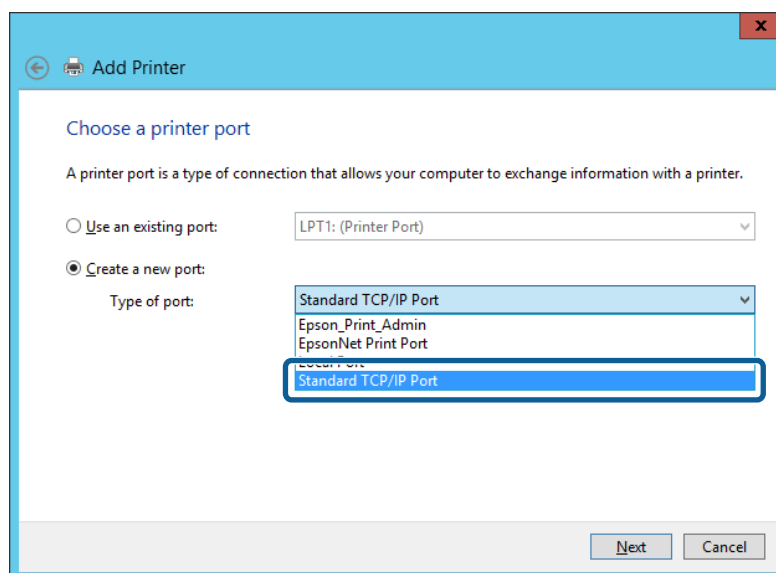 x
Add Printer
Choose a printer port
A printer port is a type of connection that allows your computer to exchange information with a printer.
Use an existing port: LPT1: (Printer Port)
Create a new port:
Type of port: Standard TCP/IP Port
Epson_Print_Admin
EpsonNet Print Port
Local Port
Standard TCP/IP Port
Next Cancel